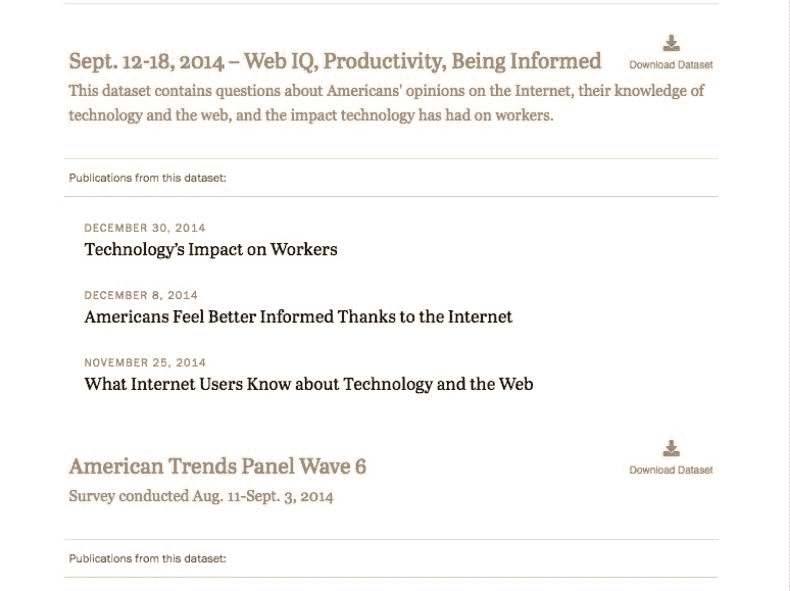 Sept. 12-18, 2014 – Web IQ, Productivity, Being Informed
Download Dataset
This dataset contains questions about Americans' opinions on the Internet, their knowledge of
technology and the web, and the impact technology has had on workers.
Publications from this dataset:
DECEMBER 30, 2014
Technology’s Impact on Workers
DECEMBER 8, 2014
Americans Feel Better Informed Thanks to the Internet
NOVEMBER 25, 2014
What Internet Users Know about Technology and the Web
American Trends Panel Wave 6
Download Dataset
Survey conducted Aug. 11-Sept. 3, 2014
Publications from this dataset: